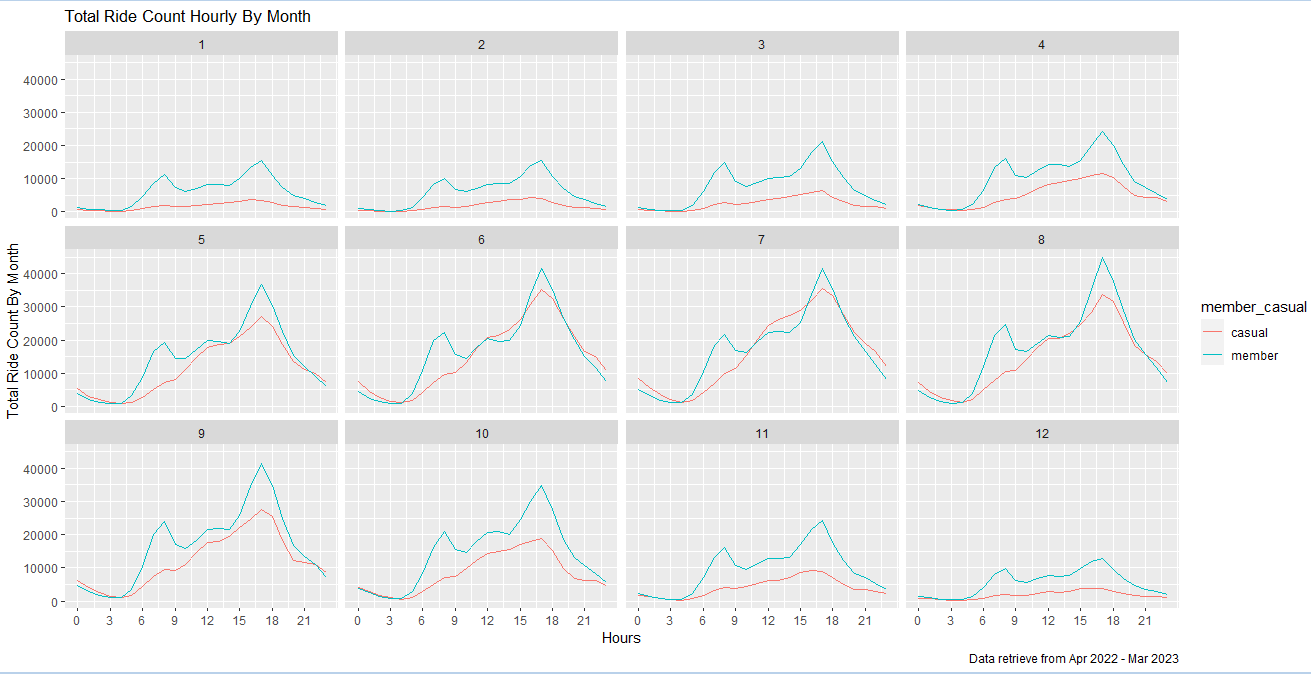 Total Ride Count Hourly By Month
1 2 3 4
40000
30000
20000
10000
0
5 6 7 8
40000
30000
20000
10000
0
9 10 11 12
40000
30000
20000
10000
0
0 3 6 9 12 15 18 21 0 3 6 9 12 15 18 21 0 3 6 9 12 15 18 21 0 3 6 9 12 15 18 21
Hours
Total Ride Count By Month
member_casual
casual
member
Data retrieve from Apr 2022 - Mar 2023